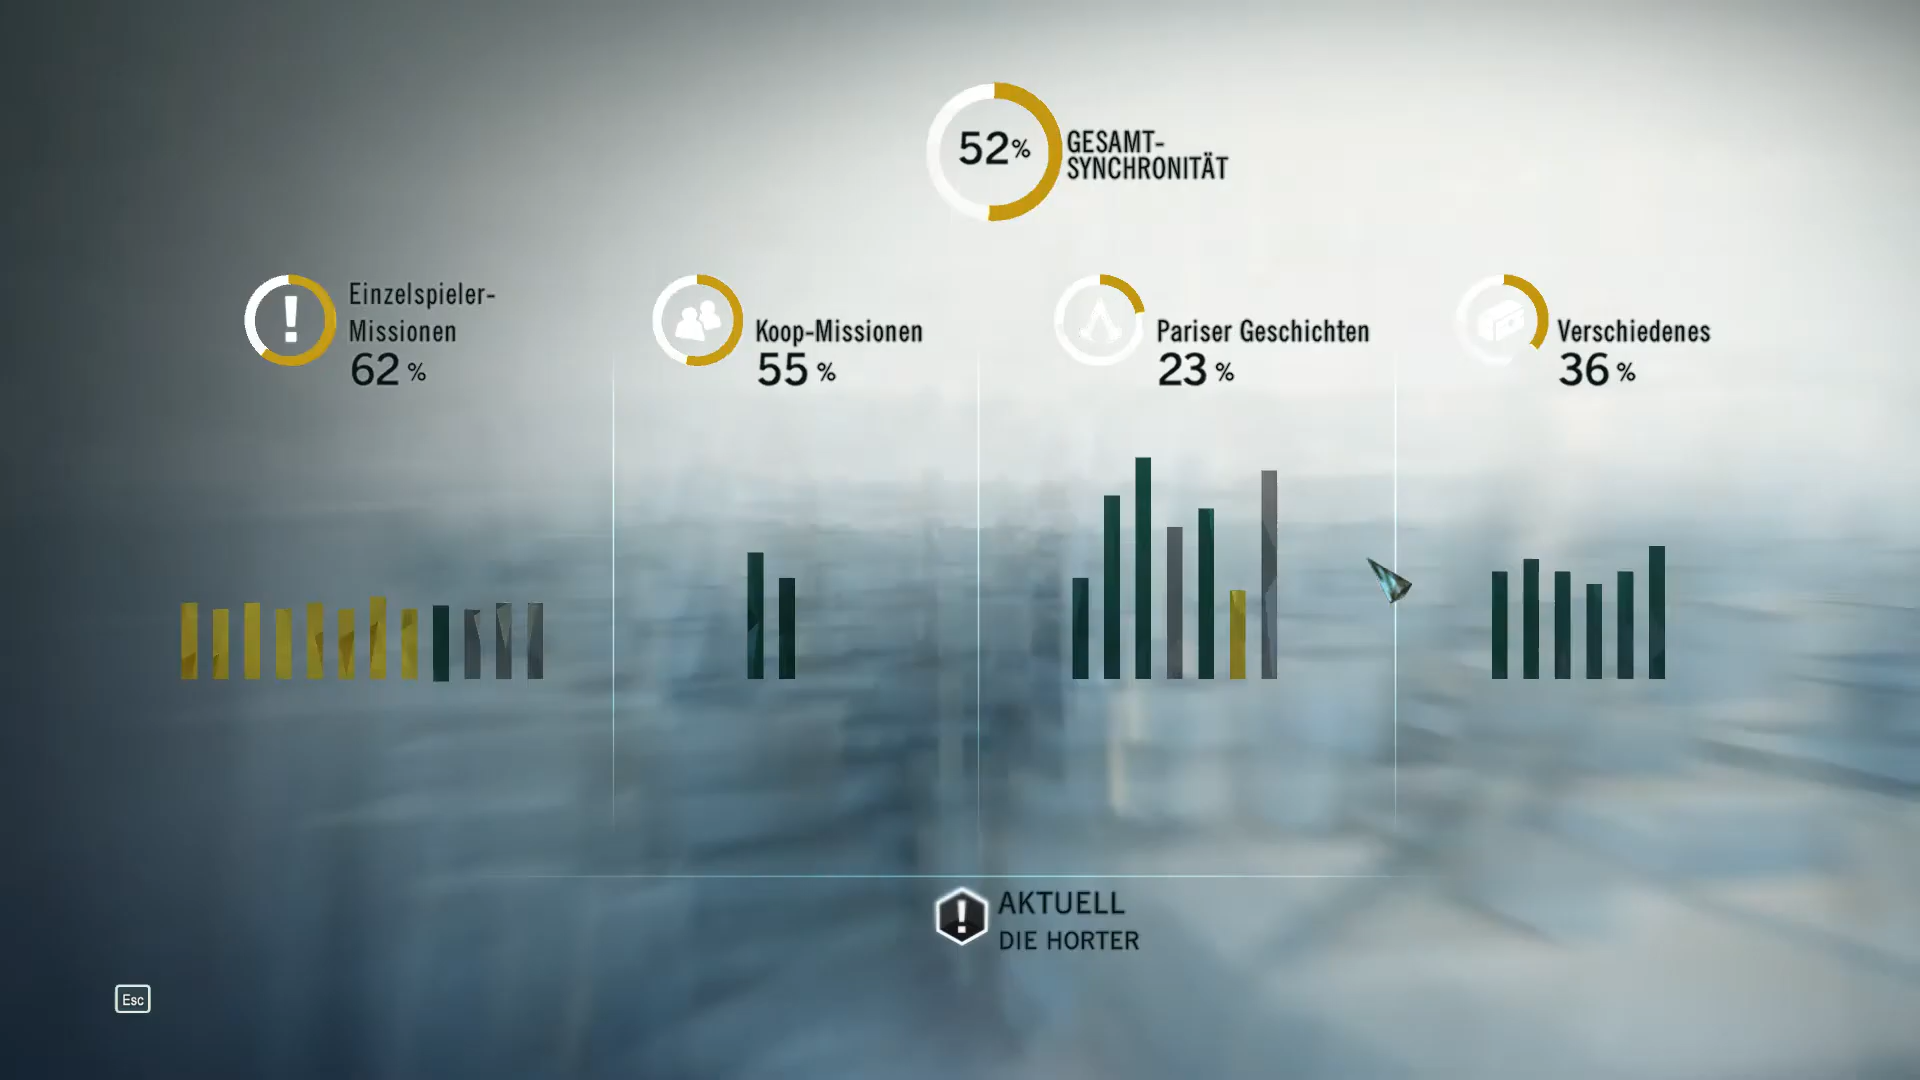 52%
GESAMT-
SYNCHRONITÄT
Einzelspieler-
Missionen
62 %
Koop-Missionen
55 %
Pariser Geschichten
23 %
Verschiedenes
36 %
AKTUELL
DIE HORTER
Esc